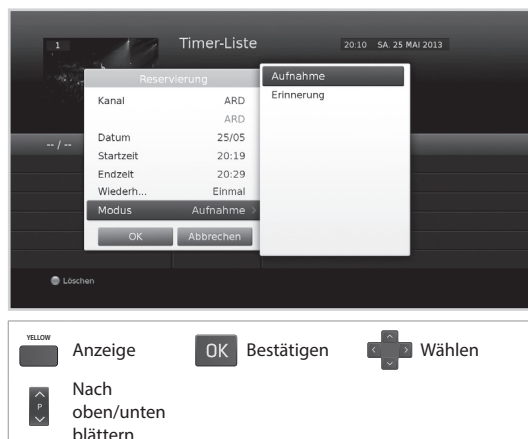 1
Timer-Liste
20:10 SA. 25 MAI 2013
Reservierung
Kanal ARD
ARD
Datum 25/05
Startzeit 20:19
Endzeit 20:29
Wiederh... Einmal
Modus Aufnahme
OK Abbrechen
Aufnahme
Erinnerung
-- / --
Löschen
YELLOW
Anzeige
OK
Bestätigen
Wählen
P
Nach
oben/unten
blättern